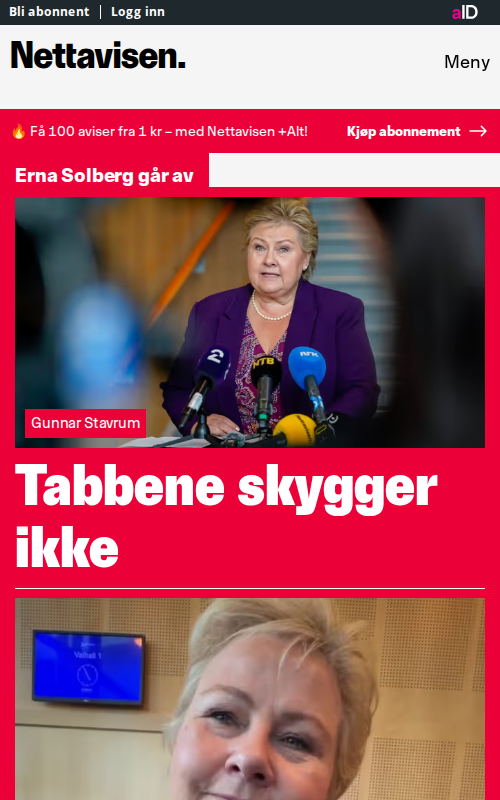 Bli abonnent | Logg inn
aID
Nettavisen.
Meny
🔥 Få 100 aviser fra 1 kr – med Nettavisen +Alt!
Kjøp abonnement →
Erna Solberg går av
2
NTB
NRK
Gunnar Stavrum
Tabbene skygger
ikke
Valhall 1